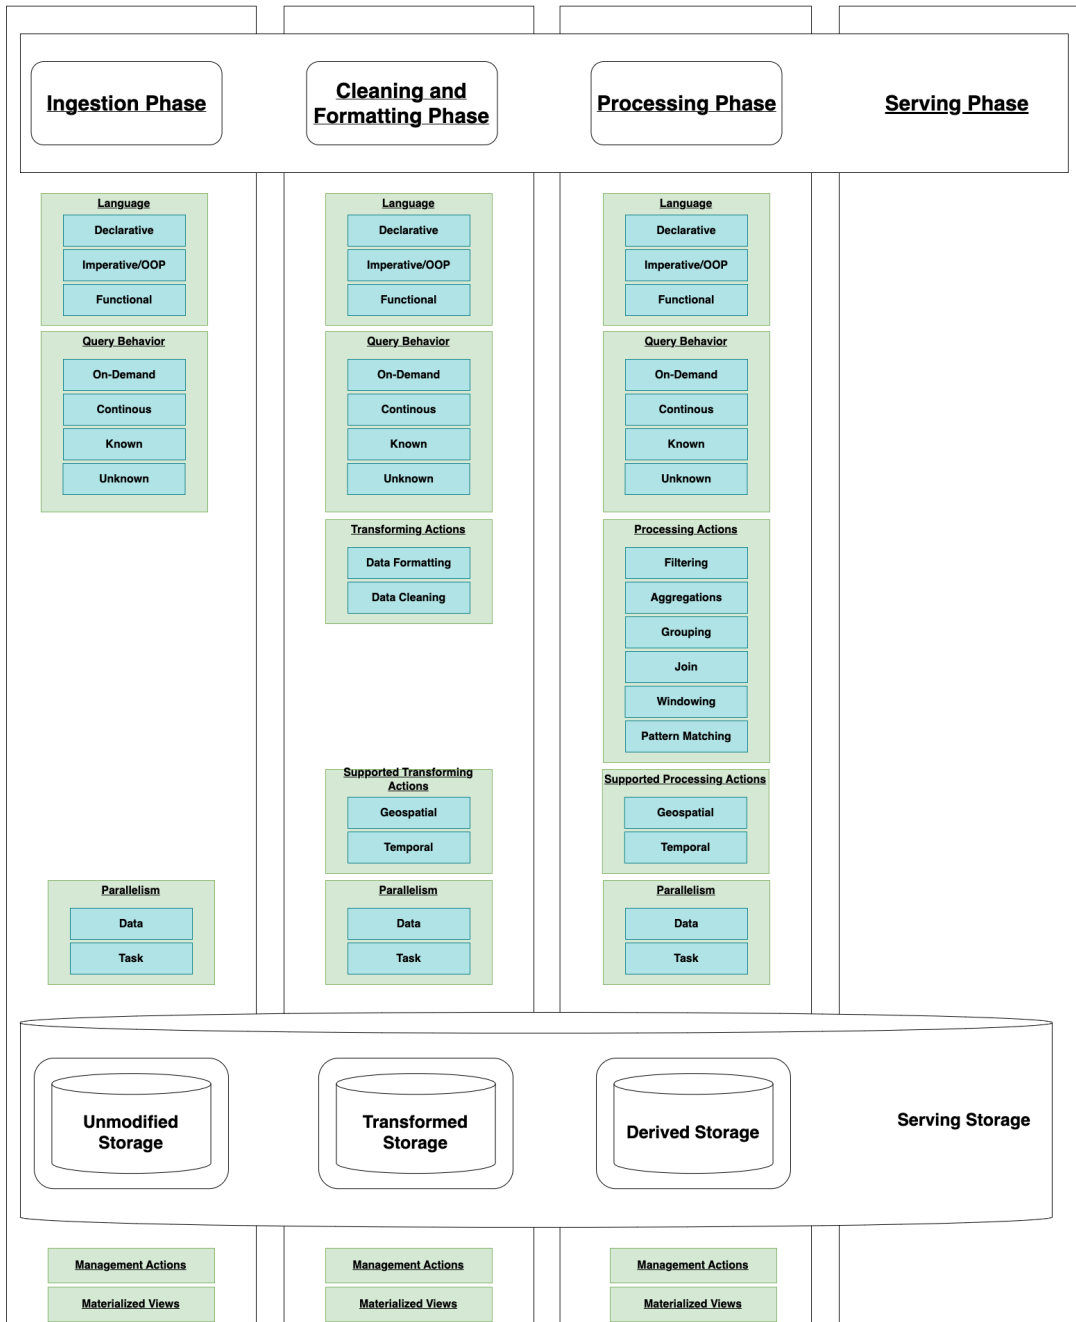 Ingestion Phase
Cleaning and
Formatting Phase
Processing Phase
Serving Phase
Language
Declarative
Imperative/OOP
Functional
Query Behavior
On-Demand
Continous
Known
Unknown
Parallelism
Data
Task
Language
Declarative
Imperative/OOP
Functional
Query Behavior
On-Demand
Continous
Known
Unknown
Transforming Actions
Data Formatting
Data Cleaning
Supported Transforming
Actions
Geospatial
Temporal
Parallelism
Data
Task
Language
Declarative
Imperative/OOP
Functional
Query Behavior
On-Demand
Continous
Known
Unknown
Processing Actions
Filtering
Aggregations
Grouping
Join
Windowing
Pattern Matching
Supported Processing Actions
Geospatial
Temporal
Parallelism
Data
Task
Unmodified
Storage
Transformed
Storage
Derived Storage
Serving Storage
Management Actions
Materialized Views
Management Actions
Materialized Views
Management Actions
Materialized Views